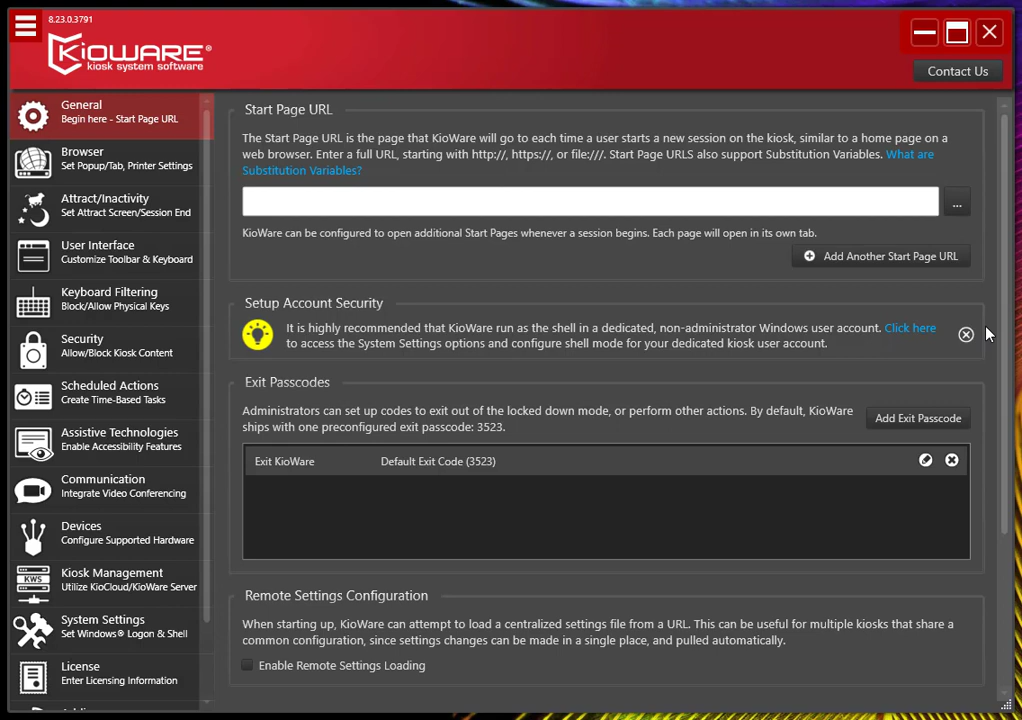 8.23.0.3791
KIOWARE®
kiosk system software
Contact Us
General
Begin here - Start Page URL
Browser
Set Popup/Tab, Printer Settings
Attract/Inactivity
Set Attract Screen/Session End
User Interface
Customize Toolbar & Keyboard
Keyboard Filtering
Block/Allow Physical Keys
Security
Allow/Block Kiosk Content
Scheduled Actions
Create Time-Based Tasks
Assistive Technologies
Enable Accessibility Features
Communication
Integrate Video Conferencing
Devices
Configure Supported Hardware
KWS
Kiosk Management
Utilize KioCloud/KioWare Server
System Settings
Set Windows® Logon & Shell
License
Enter Licensing Information
Start Page URL
The Start Page URL is the page that KioWare will go to each time a user starts a new session on the kiosk, similar to a home page on a
web browser. Enter a full URL, starting with http://, https://, or file:///. Start Page URLS also support Substitution Variables. What are
Substitution Variables?
...
KioWare can be configured to open additional Start Pages whenever a session begins. Each page will open in its own tab.
Add Another Start Page URL
Setup Account Security
It is highly recommended that KioWare run as the shell in a dedicated, non-administrator Windows user account. Click here
to access the System Settings options and configure shell mode for your dedicated kiosk user account.
Exit Passcodes
Administrators can set up codes to exit out of the locked down mode, or perform other actions. By default, KioWare
ships with one preconfigured exit passcode: 3523.
Add Exit Passcode
Exit KioWare Default Exit Code (3523)
Remote Settings Configuration
When starting up, KioWare can attempt to load a centralized settings file from a URL. This can be useful for multiple kiosks that share a
common configuration, since settings changes can be made in a single place, and pulled automatically.
Enable Remote Settings Loading